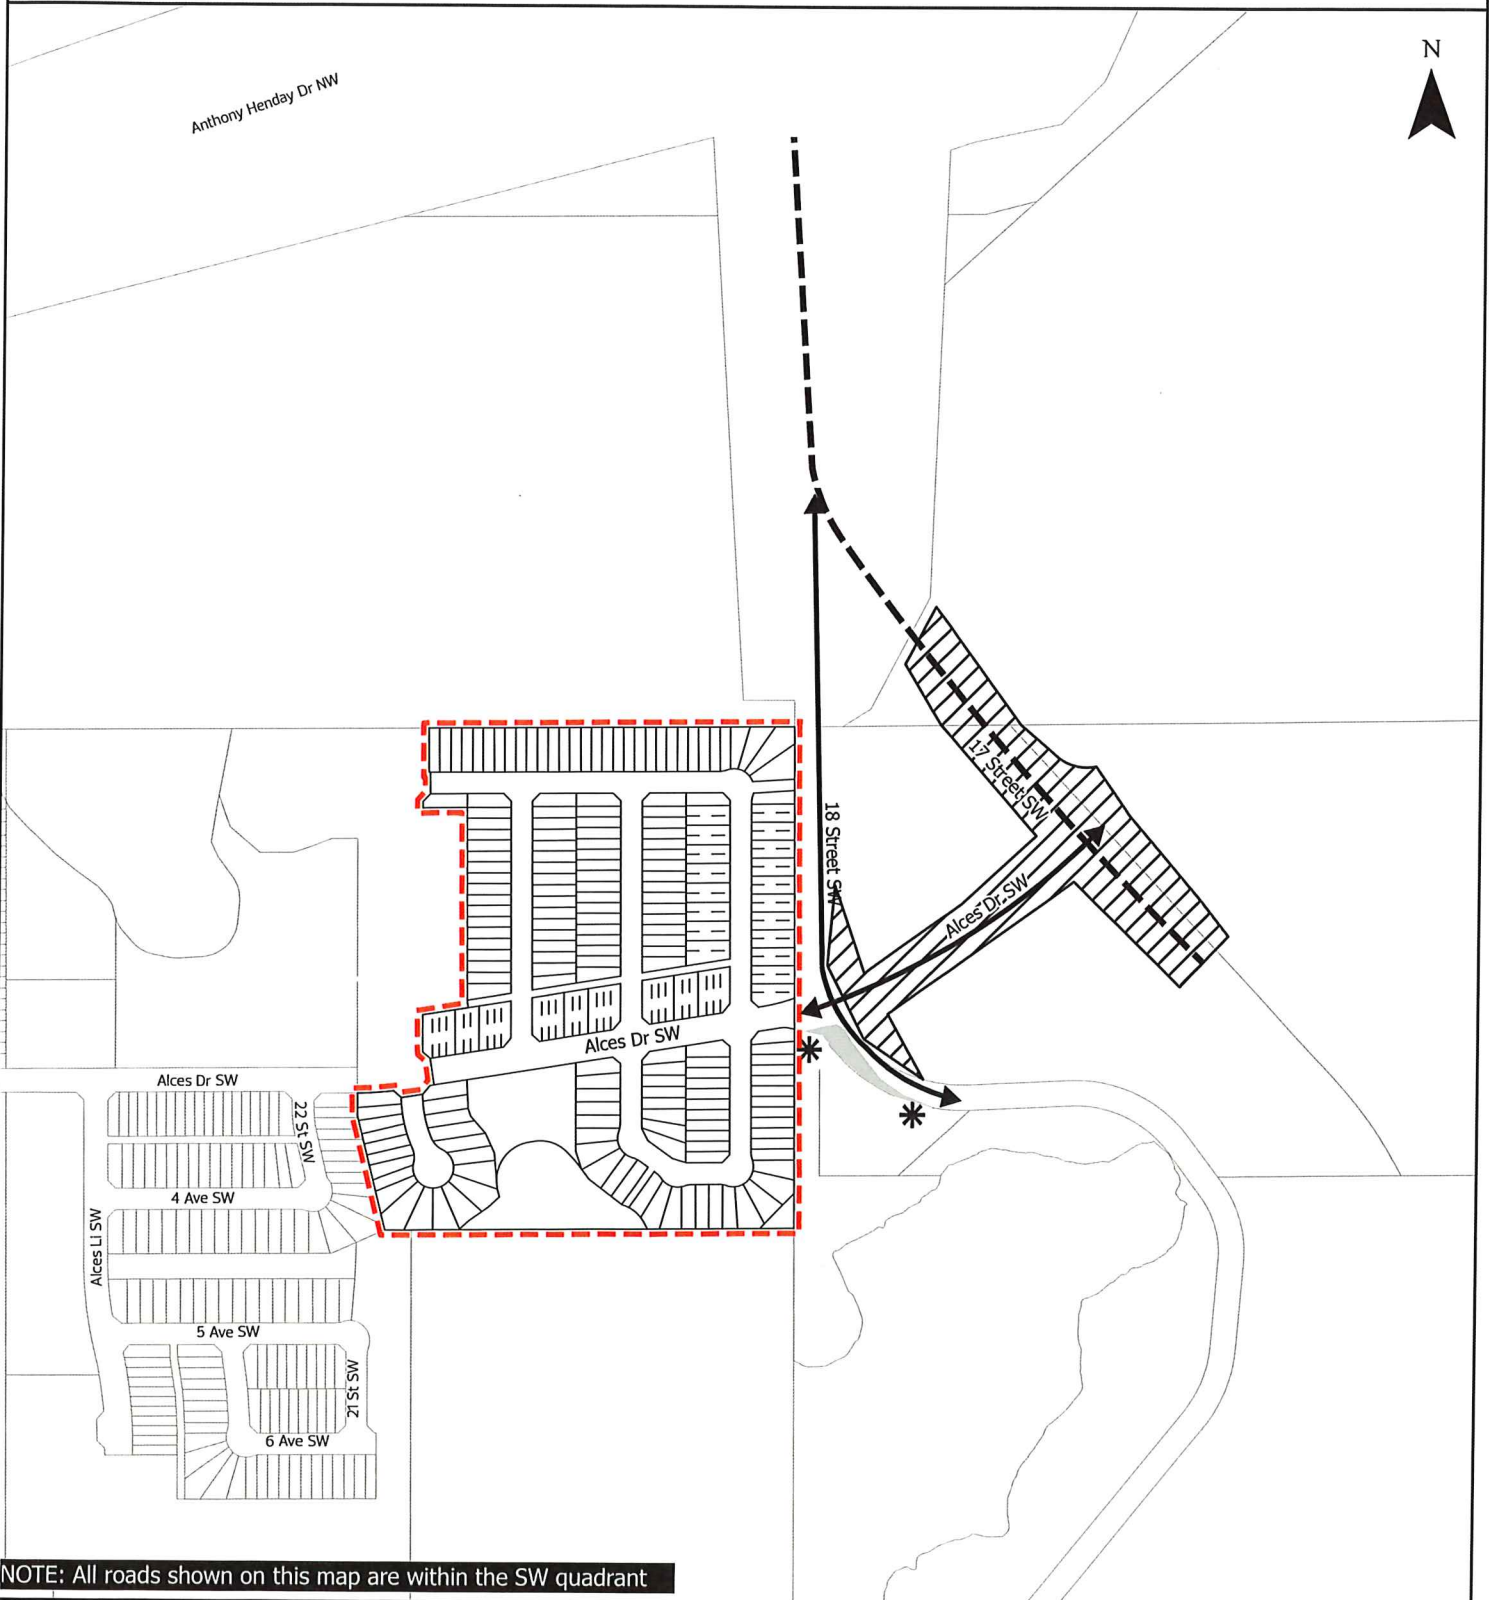 N
Anthony Henday Dr NW
17 Street SW
18 Street SW
Alces Dr SW
Alces Dr SW
Alces Dr SW
22 St SW
4 Ave SW
Alces Li SW
5 Ave SW
21 St SW
6 Ave SW
NOTE: All roads shown on this map are within the SW quadrant